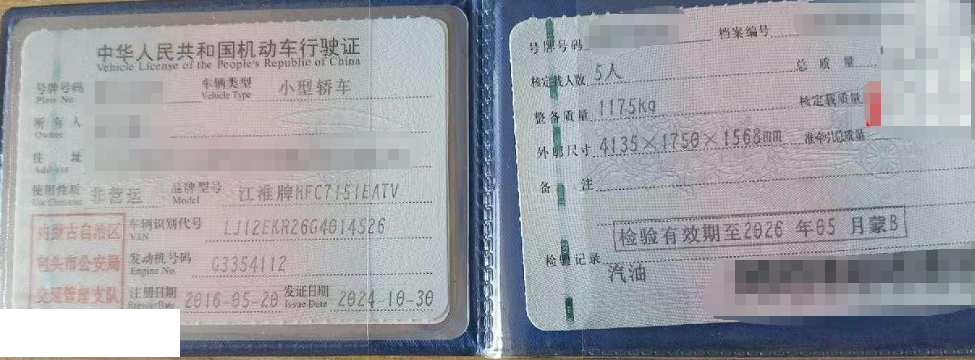 中华人民共和国机动车行驶证
Vehicle License of the People's Republic of China
号牌号码
Plate No.
车辆类型 小型轿车
Vehicle Type
所有人
Owner
住址
Address
使用性质 非营运 品牌型号 江淮牌HFC7151EATV
Use Character Model
内蒙古自治区
包头市公安局
交通管理支队
车辆识别代号 LJ12EKR26G4014526
VIN
发动机号码 G3354112
Engine No.
注册日期 2016-05-20 发证日期 2024-10-30
Register Date Issue Date
号牌号码 档案编号
核定载人数 5人 总质量
整备质量 1175kg 核定载质量
外廓尺寸 4135×1750×1568mm 准牵引总质量
备注
检验有效期至2026年05月蒙B
检验记录
汽油